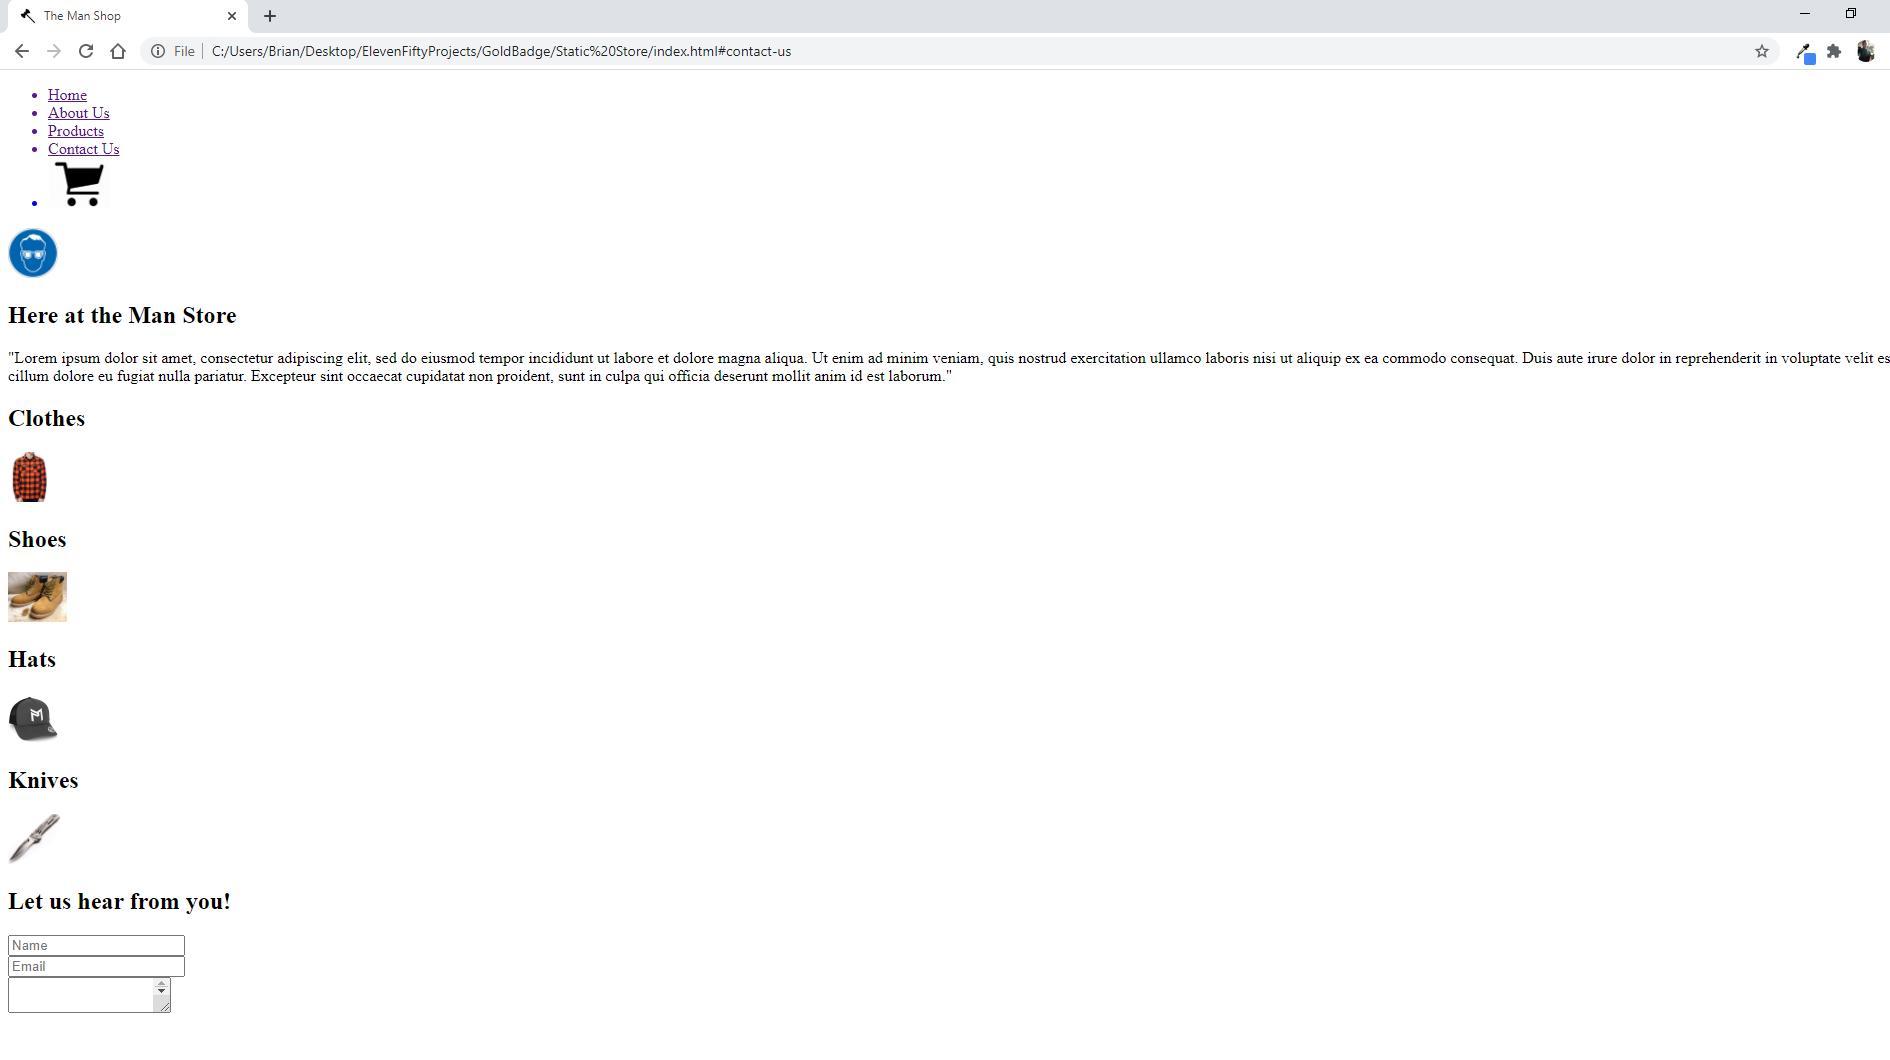 The Man Shop
File C:/Users/Brian/Desktop/ElevenFiftyProjects/GoldBadge/Static%20Store/index.html#contact-us
Home
About Us
Products
Contact Us
Here at the Man Store
"Lorem ipsum dolor sit amet, consectetur adipiscing elit, sed do eiusmod tempor incididunt ut labore et dolore magna aliqua. Ut enim ad minim veniam, quis nostrud exercitation ullamco laboris nisi ut aliquip ex ea commodo consequat. Duis aute irure dolor in reprehenderit in voluptate velit es
cillum dolore eu fugiat nulla pariatur. Excepteur sint occaecat cupidatat non proident, sunt in culpa qui officia deserunt mollit anim id est laborum."
Clothes
Shoes
Hats
Knives
Let us hear from you!
Name
Email